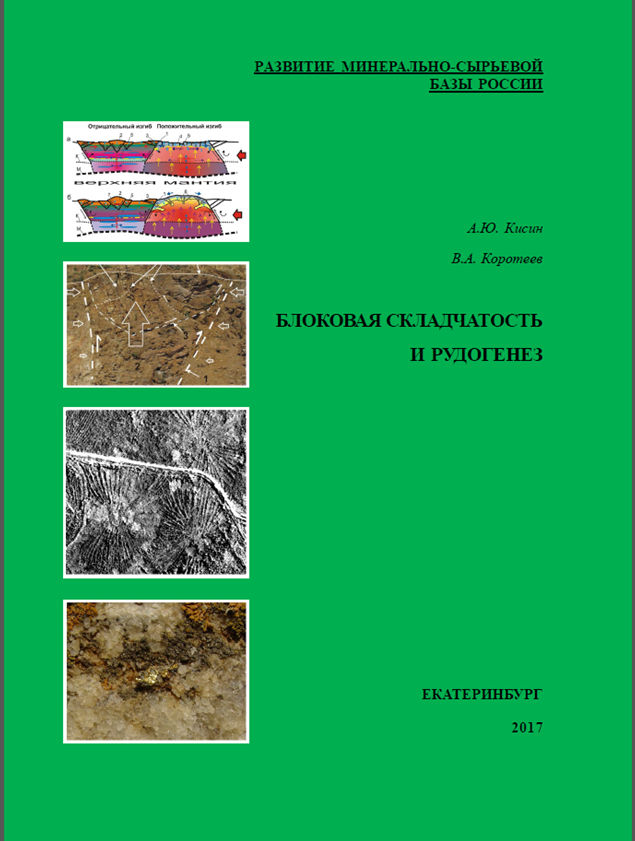 РАЗВИТИЕ МИНЕРАЛЬНО-СЫРЬЕВОЙ
БАЗЫ РОССИИ
Отрицательный изгиб Положительный изгиб
верхняя мантия
А.Ю. Кисин
В.А. Коротеев
БЛОКОВАЯ СКЛАДЧАТОСТЬ
И РУДОГЕНЕЗ
ЕКАТЕРИНБУРГ
2017